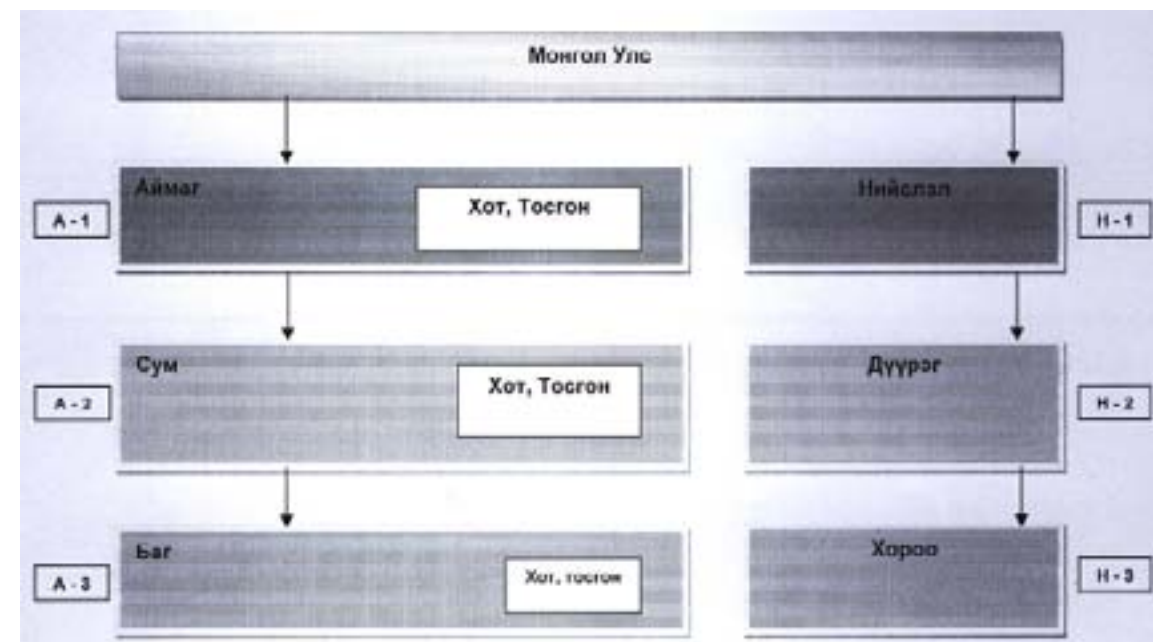 Монгол Улс
Аймаг
Хот, Тосгон
Нийслэл
А - 1
Н - 1
Сум
Хот, Тосгон
Дүүрэг
А - 2
Н - 2
Баг
Хот, тосгон
Хороо
А - 3
Н - 3